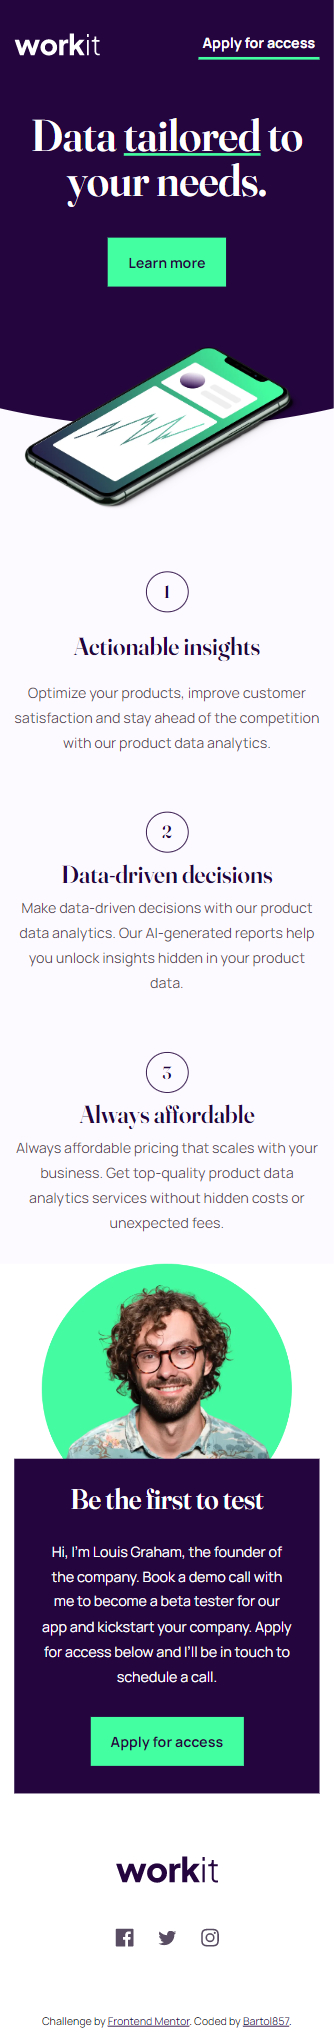 workit
Apply for access
Data tailored to
your needs.
Learn more
1
Actionable insights
Optimize your products, improve customer
satisfaction and stay ahead of the competition
with our product data analytics.
2
Data-driven decisions
Make data-driven decisions with our product
data analytics. Our AI-generated reports help
you unlock insights hidden in your product
data.
3
Always affordable
Always affordable pricing that scales with your
business. Get top-quality product data
analytics services without hidden costs or
unexpected fees.
Be the first to test
Hi, I'm Louis Graham, the founder of
the company. Book a demo call with
me to become a beta tester for our
app and kickstart your company. Apply
for access below and I'll be in touch to
schedule a call.
Apply for access
workit
Challenge by Frontend Mentor. Coded by Bartol857.